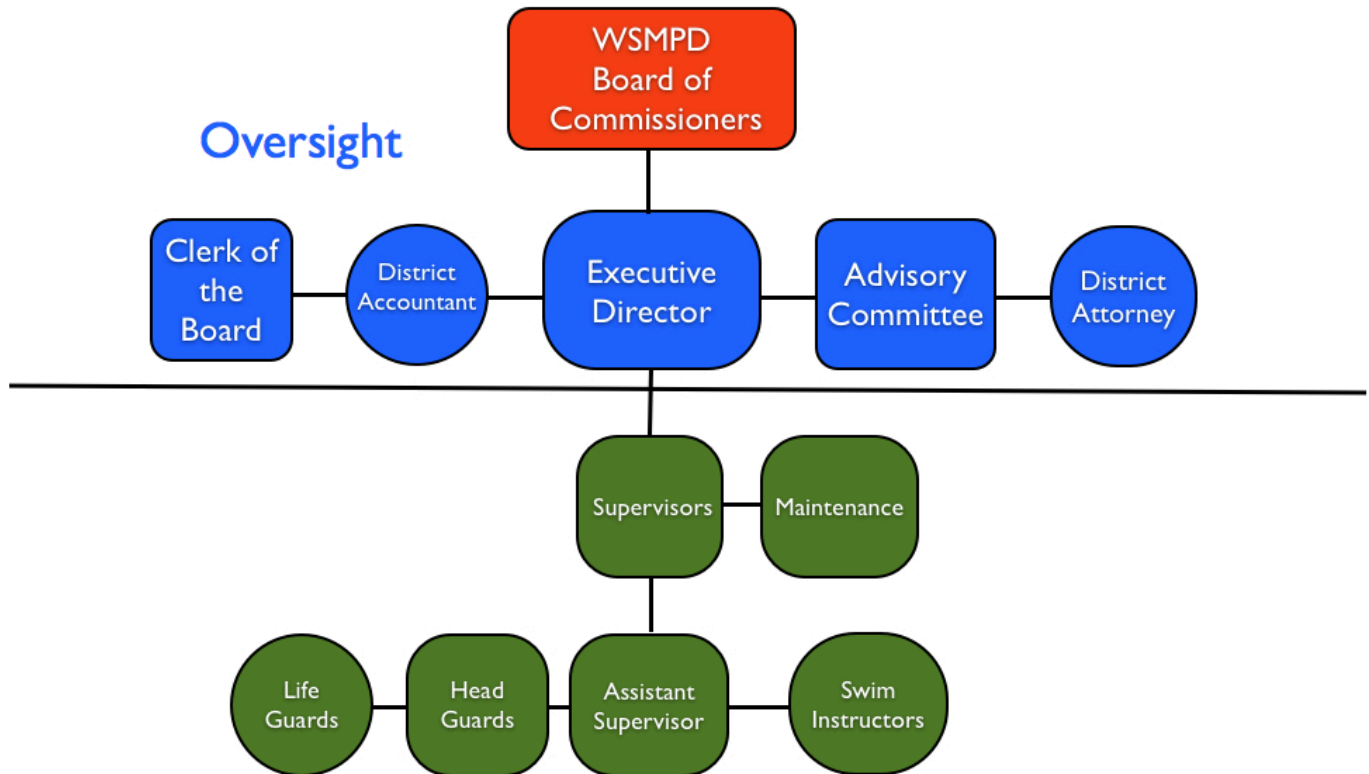 WSMPD
Board of
Commissioners
Oversight
Clerk of
the
Board
District
Accountant
Executive
Director
Advisory
Committee
District
Attorney
Supervisors
Maintenance
Life
Guards
Head
Guards
Assistant
Supervisor
Swim
Instructors